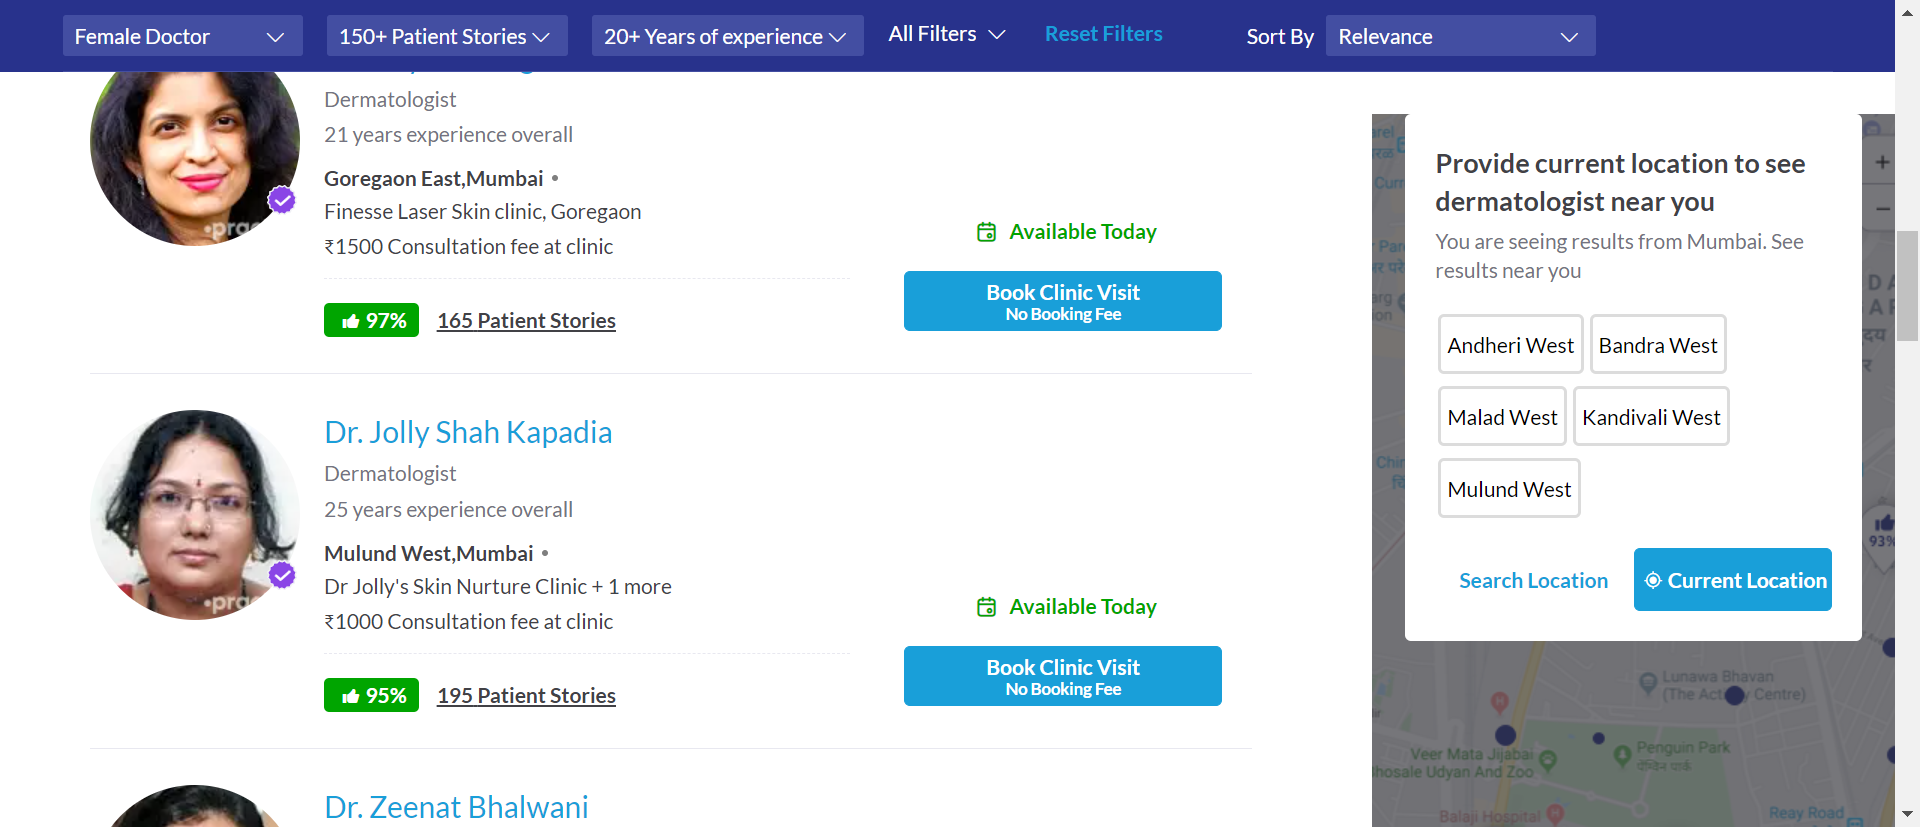 Female Doctor
150+ Patient Stories
20+ Years of experience
All Filters
Reset Filters
Sort By
Relevance
Dermatologist
21 years experience overall
Goregaon East,Mumbai •
Finesse Laser Skin clinic, Goregaon
₹1500 Consultation fee at clinic
97%
165 Patient Stories
Available Today
Book Clinic Visit
No Booking Fee
Dr. Jolly Shah Kapadia
Dermatologist
25 years experience overall
Mulund West,Mumbai •
Dr Jolly's Skin Nurture Clinic + 1 more
₹1000 Consultation fee at clinic
95%
195 Patient Stories
Available Today
Book Clinic Visit
No Booking Fee
Dr. Zeenat Bhalwani
Provide current location to see
dermatologist near you
You are seeing results from Mumbai. See
results near you
Andheri West
Bandra West
Malad West
Kandivali West
Mulund West
Search Location
Current Location
93%
Lunawa Bhavan
Veer Mata Jijabai
Udyan And Zoo
Penguin Park
पेंग्विन पार्क
Balaji Hospital
Reay Road